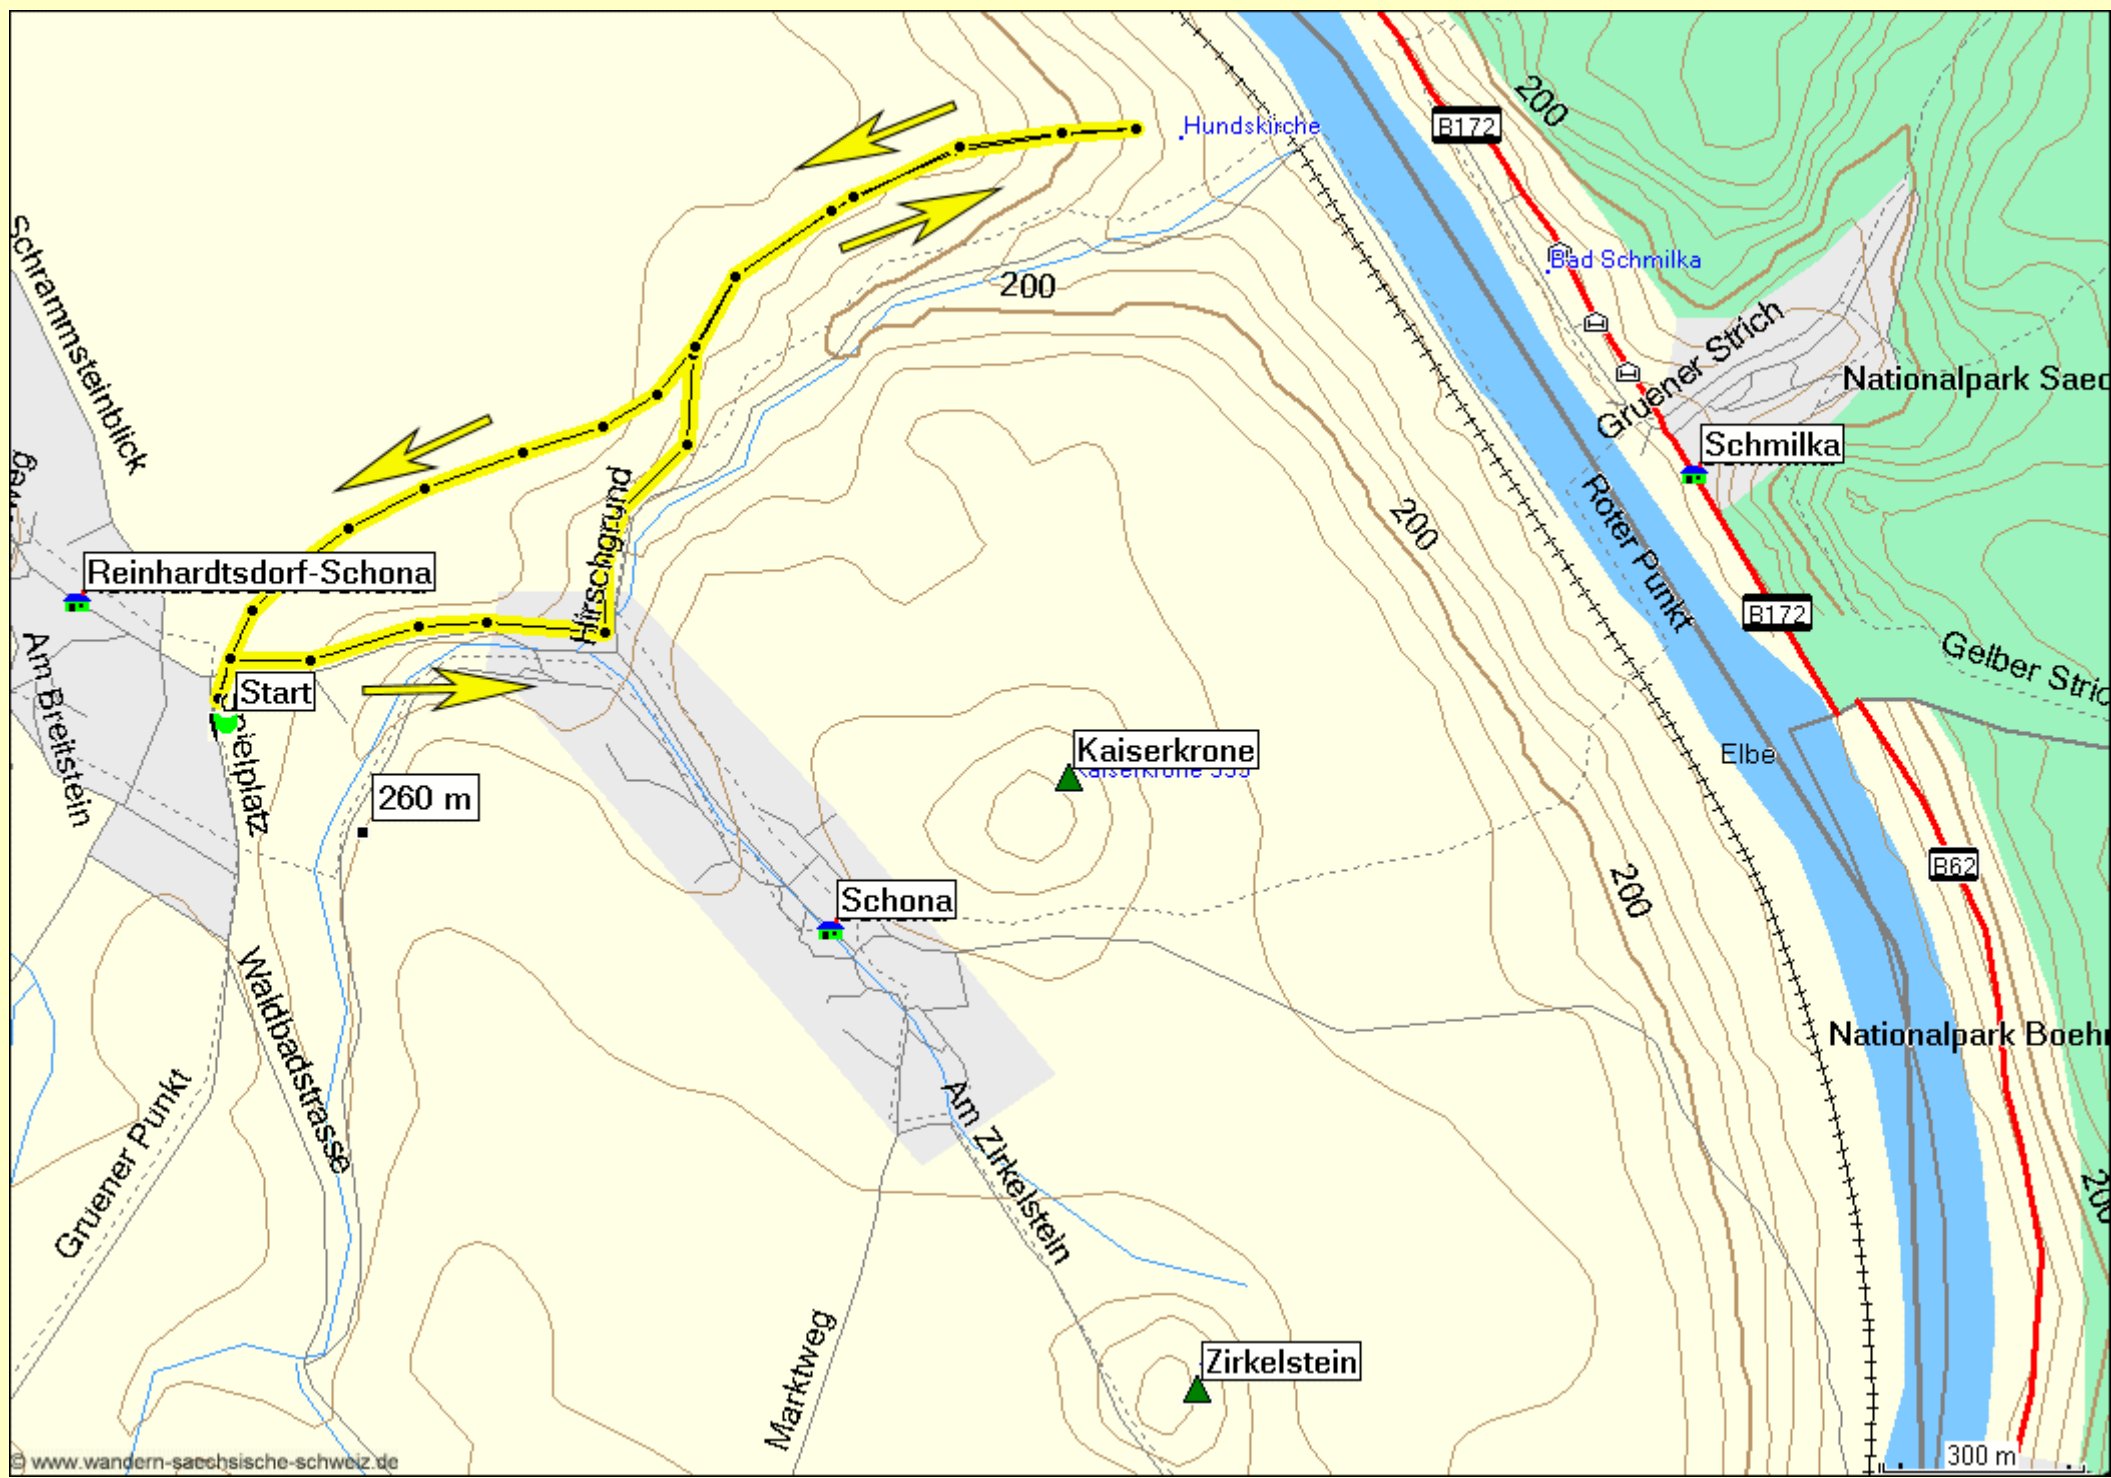 200
B172
Hundskirche
Schrammsteinblick
Bad Schmilka
200
Gruener Strich
Nationalpark Saec
Schmilka
Hirschgrund
Roter Punkt
200
Reinhardtsdorf-Schona
B172
Am Breitstein
Gelber Stric
Start
Kaiserkrone
Elbe
260 m
B62
Schona
200
Waldbadstrasse
Nationalpark Boehm
Gruener Punkt
Am Zirkelstein
200
Marktweg
Zirkelstein
300 m
© www.wandern-saechsische-schweiz.de